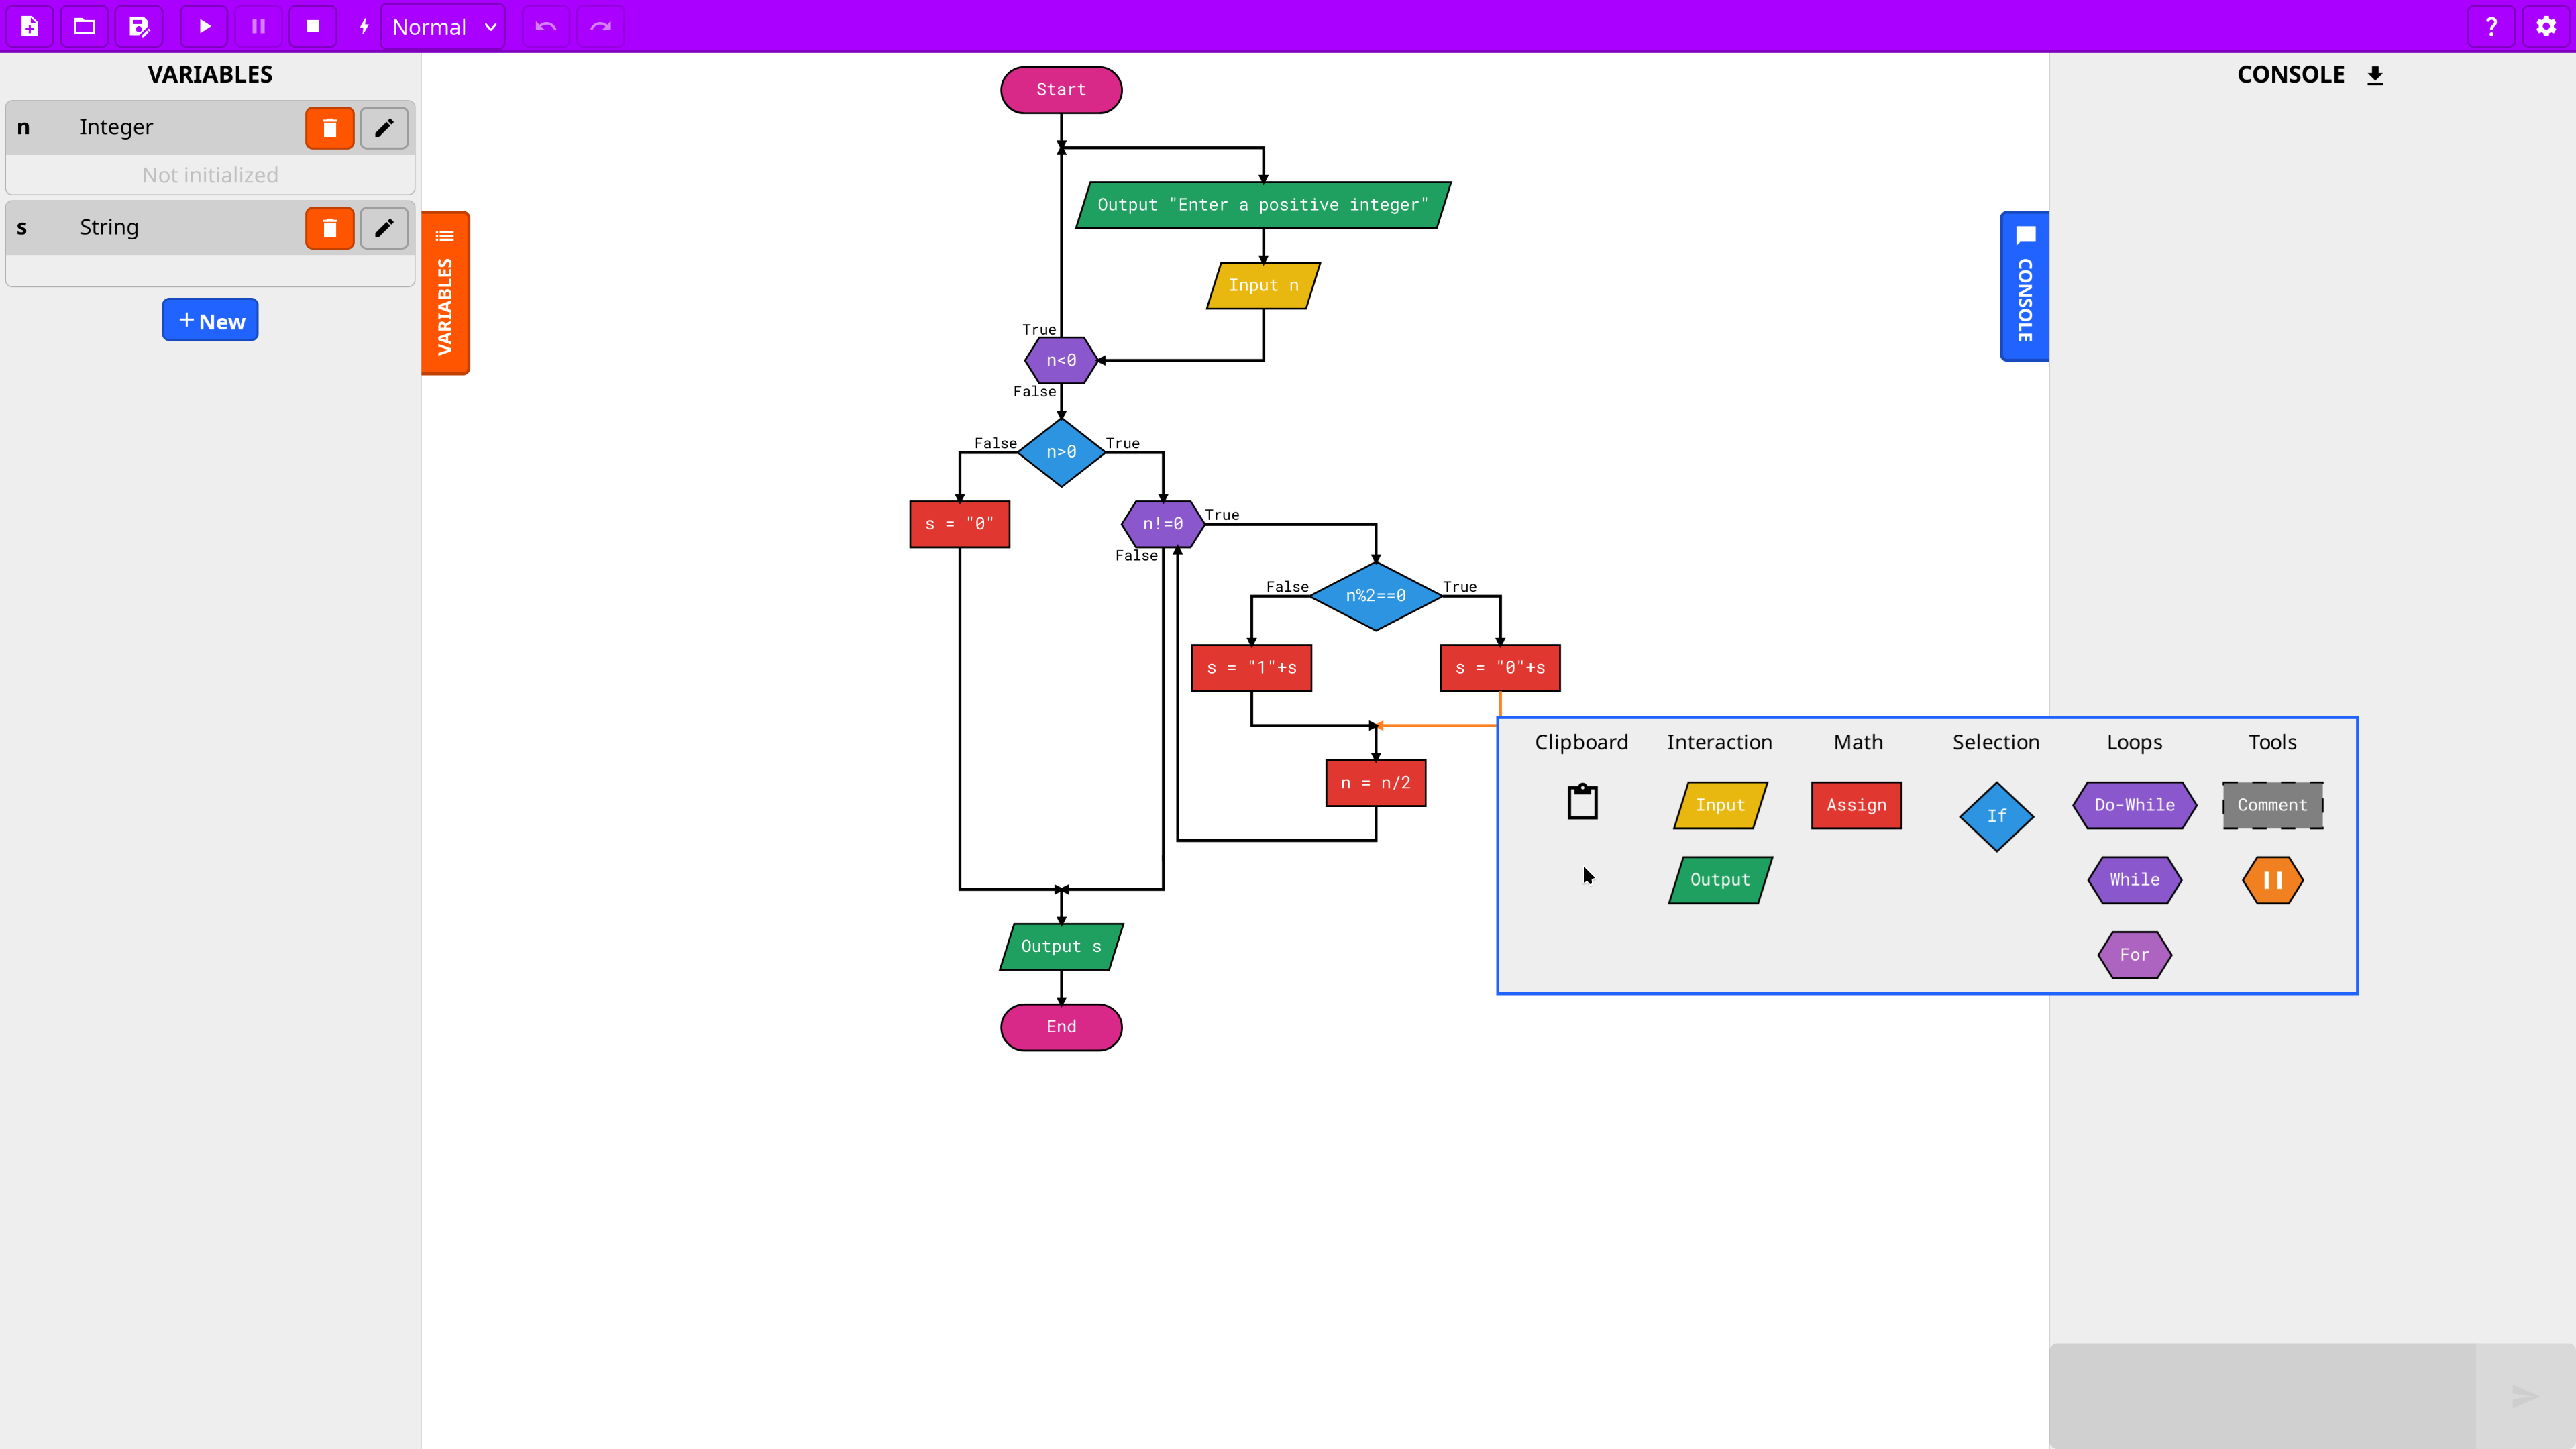 Normal
?
VARIABLES
n Integer
Not initialized
s String
+New
VARIABLES
Start
Output "Enter a positive integer"
Input n
True
n<0
False
False
n>0
True
s = "0"
n!=0
True
False
False
n%2==0
True
s = "1"+s
s = "0"+s
n = n/2
Output s
End
Clipboard Interaction Math Selection Loops Tools
Input Assign If Do-While Comment
Output While
For
CONSOLE
CONSOLE